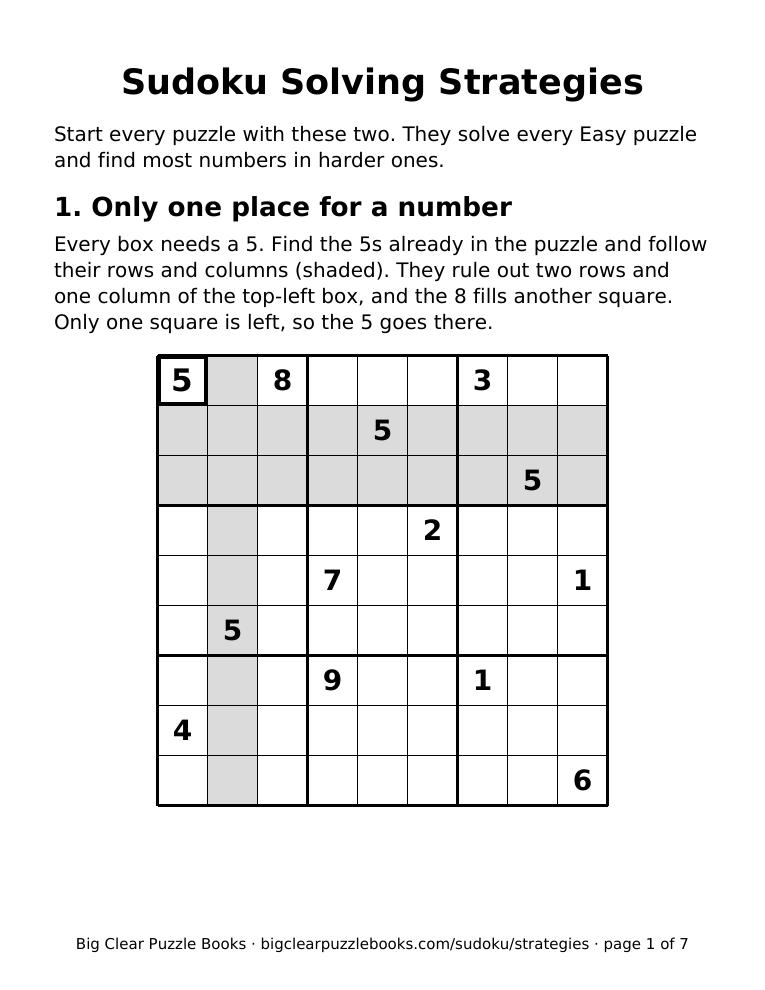 Sudoku Solving Strategies
Start every puzzle with these two. They solve every Easy puzzle
and find most numbers in harder ones.
1. Only one place for a number
Every box needs a 5. Find the 5s already in the puzzle and follow
their rows and columns (shaded). They rule out two rows and
one column of the top-left box, and the 8 fills another square.
Only one square is left, so the 5 goes there.
5 8 3
5
5
2
7 1
5
9 1
4
6
Big Clear Puzzle Books · bigclearpuzzlebooks.com/sudoku/strategies · page 1 of 7